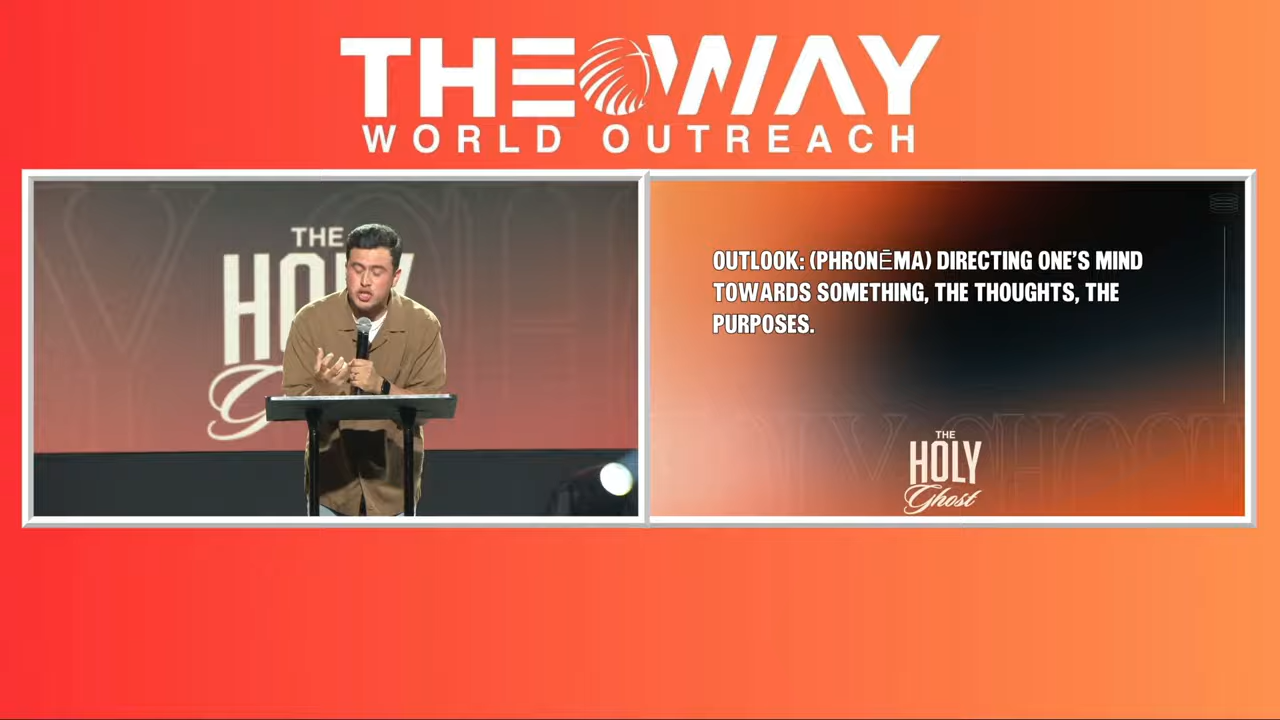 THE WAY
WORLD OUTREACH
THE
HOLY
OUTLOOK: (PHRONĒMA) DIRECTING ONE'S MIND
TOWARDS SOMETHING, THE THOUGHTS, THE
PURPOSES.
THE
HOLY
Ghost